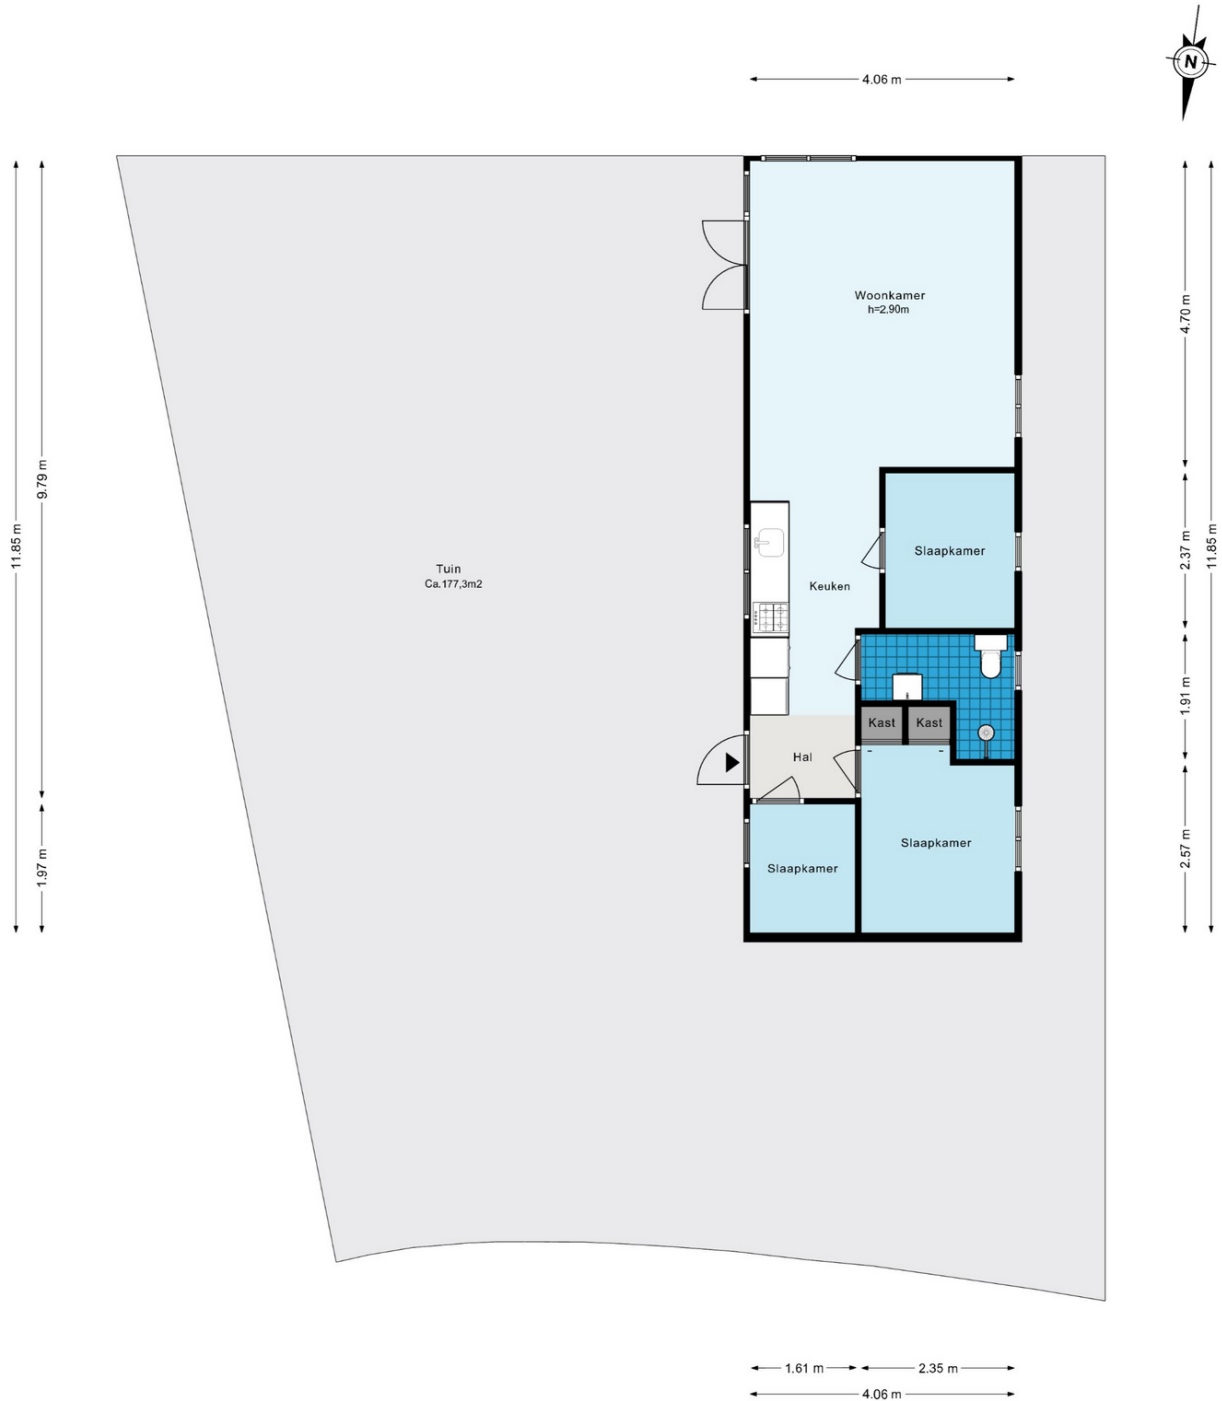 N
4.06 m
Woonkamer
h=2.90m
4.70 m
9.79 m
11.85 m
Slaapkamer
2.37 m
11.85 m
Tuin
Ca.177,3m2
Keuken
1.91 m
Kast
Kast
Hal
Slaapkamer
2.57 m
1.97 m
Slaapkamer
1.61 m
2.35 m
4.06 m